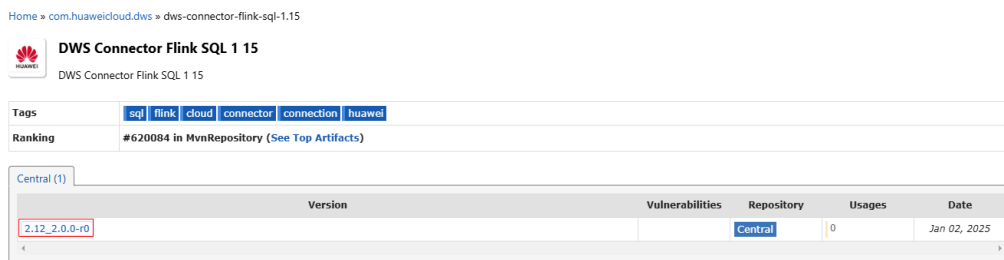 Home » com.huaweicloud.dws » dws-connector-flink-sql-1.15
HUAWEI
DWS Connector Flink SQL 1 15
DWS Connector Flink SQL 1 15
Tags sql flink cloud connector connection huawei
Ranking #620084 in MvnRepository (See Top Artifacts)
Central (1)
Version Vulnerabilities Repository Usages Date
2.12_2.0.0-r0 Central 0 Jan 02, 2025